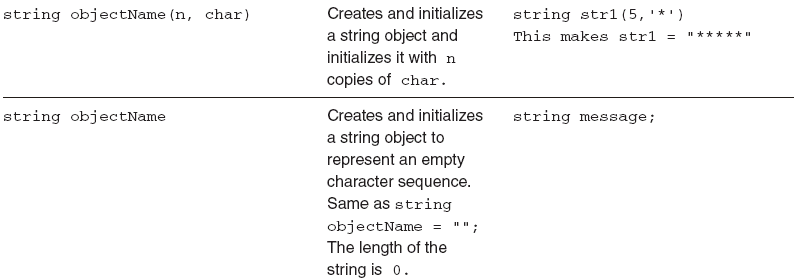 string objectName(n, char)
Creates and initializes
a string object and
initializes it with n
copies of char.
string str1(5,'*')
This makes str1 = "*****"
string objectName
Creates and initializes
a string object to
represent an empty
character sequence.
Same as string
objectName = "";
The length of the
string is 0.
string message;